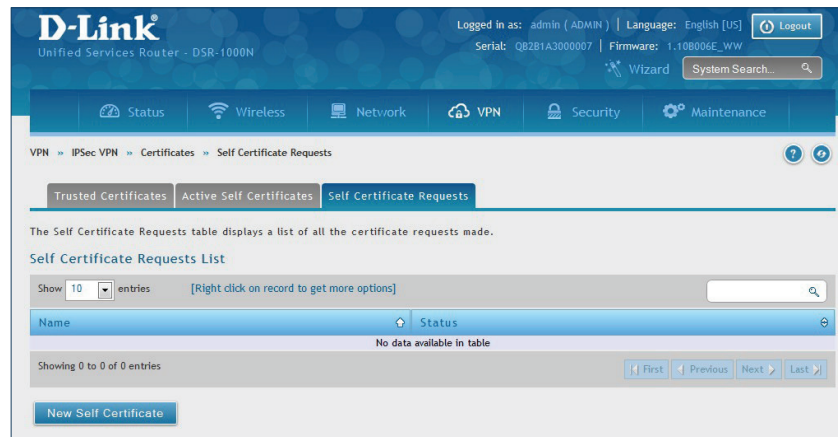 D-Link
Unified Services Router - DSR-1000N
Logged in as: admin ( ADMIN ) | Language: English [US]
Logout
Serial: QB2B1A3000007 | Firmware: 1.10B006E_WW
Wizard
System Search...
Status
Wireless
Network
VPN
Security
Maintenance
VPN » IPSec VPN » Certificates » Self Certificate Requests
Trusted Certificates
Active Self Certificates
Self Certificate Requests
The Self Certificate Requests table displays a list of all the certificate requests made.
Self Certificate Requests List
Show 10 entries [Right click on record to get more options]
Name
Status
No data available in table
Showing 0 to 0 of 0 entries
First
Previous
Next
Last
New Self Certificate